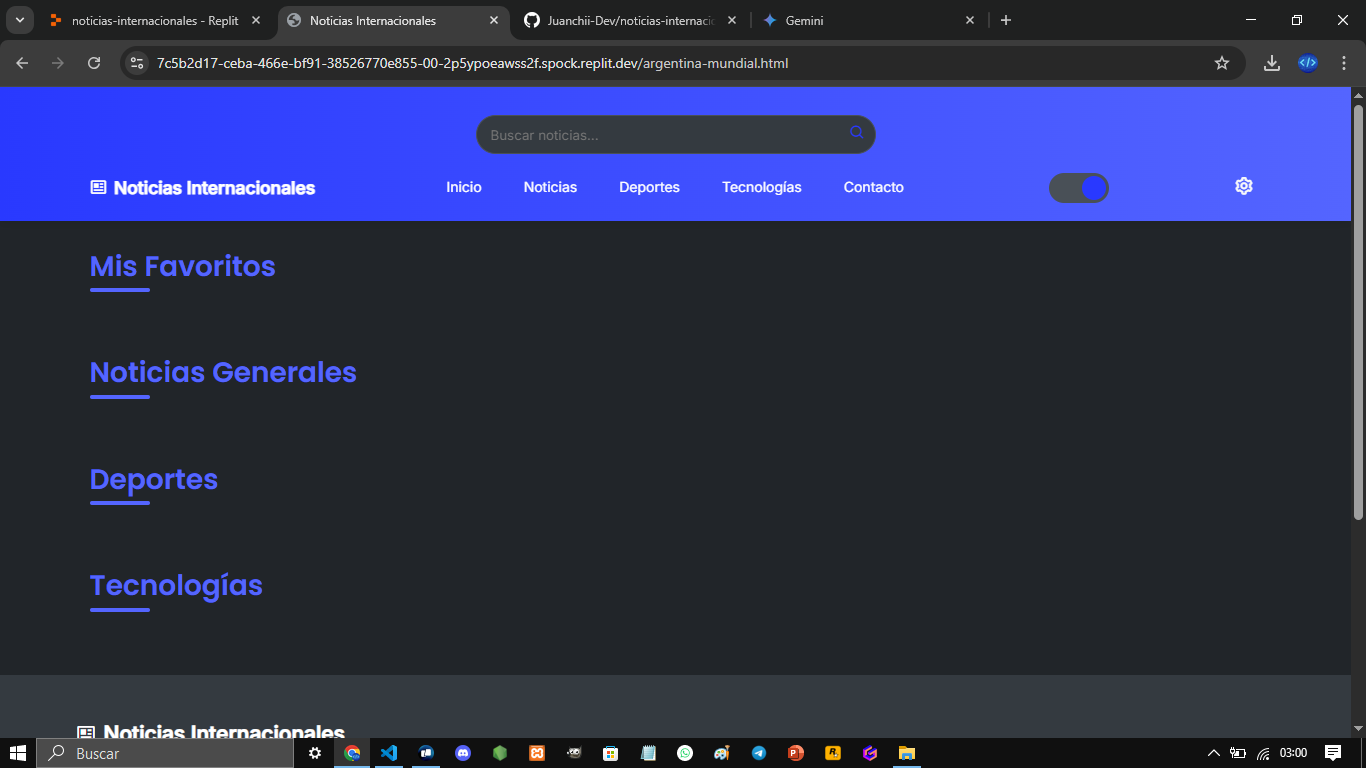 noticias-internacionales - Replit
Noticias Internacionales
Juanchii-Dev/noticias-internacio
Gemini
7c5b2d17-ceba-466e-bf91-38526770e855-00-2p5ypoeawss2f.spock.replit.dev/argentina-mundial.html
Buscar noticias...
Noticias Internacionales
Inicio
Noticias
Deportes
Tecnologías
Contacto
Mis Favoritos
Noticias Generales
Deportes
Tecnologías
Noticias Internacionales
Buscar
03:00